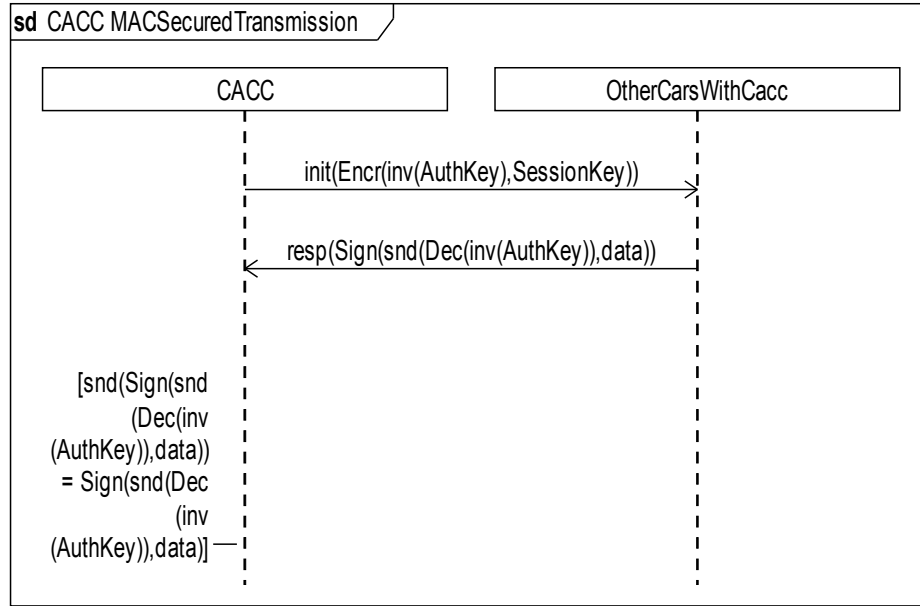 sd CACC MACSecuredTransmission
CACC
OtherCarsWithCacc
init(Encr(inv(AuthKey),SessionKey))
resp(Sign(snd(Dec(inv(AuthKey)),data))
[snd(Sign(snd
(Dec(inv
(AuthKey)),data))
= Sign(snd(Dec
(inv
(AuthKey)),data)]